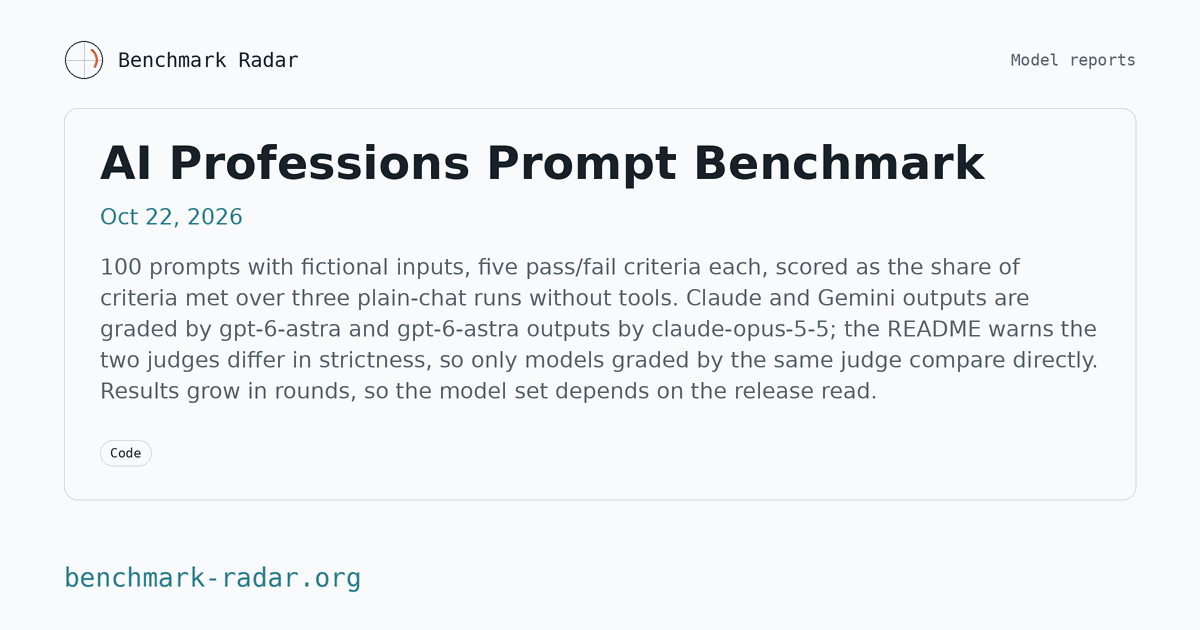 Benchmark Radar
Model reports
AI Professions Prompt Benchmark
Oct 22, 2026
100 prompts with fictional inputs, five pass/fail criteria each, scored as the share of
criteria met over three plain-chat runs without tools. Claude and Gemini outputs are
graded by gpt-6-astra and gpt-6-astra outputs by claude-opus-5-5; the README warns the
two judges differ in strictness, so only models graded by the same judge compare directly.
Results grow in rounds, so the model set depends on the release read.
Code
benchmark-radar.org